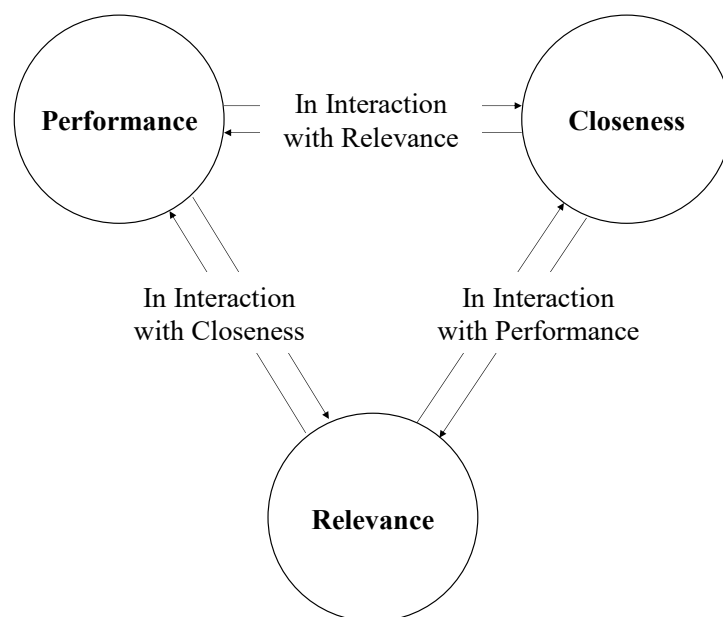 Performance
In Interaction
with Relevance
Closeness
In Interaction
with Closeness
In Interaction
with Performance
Relevance